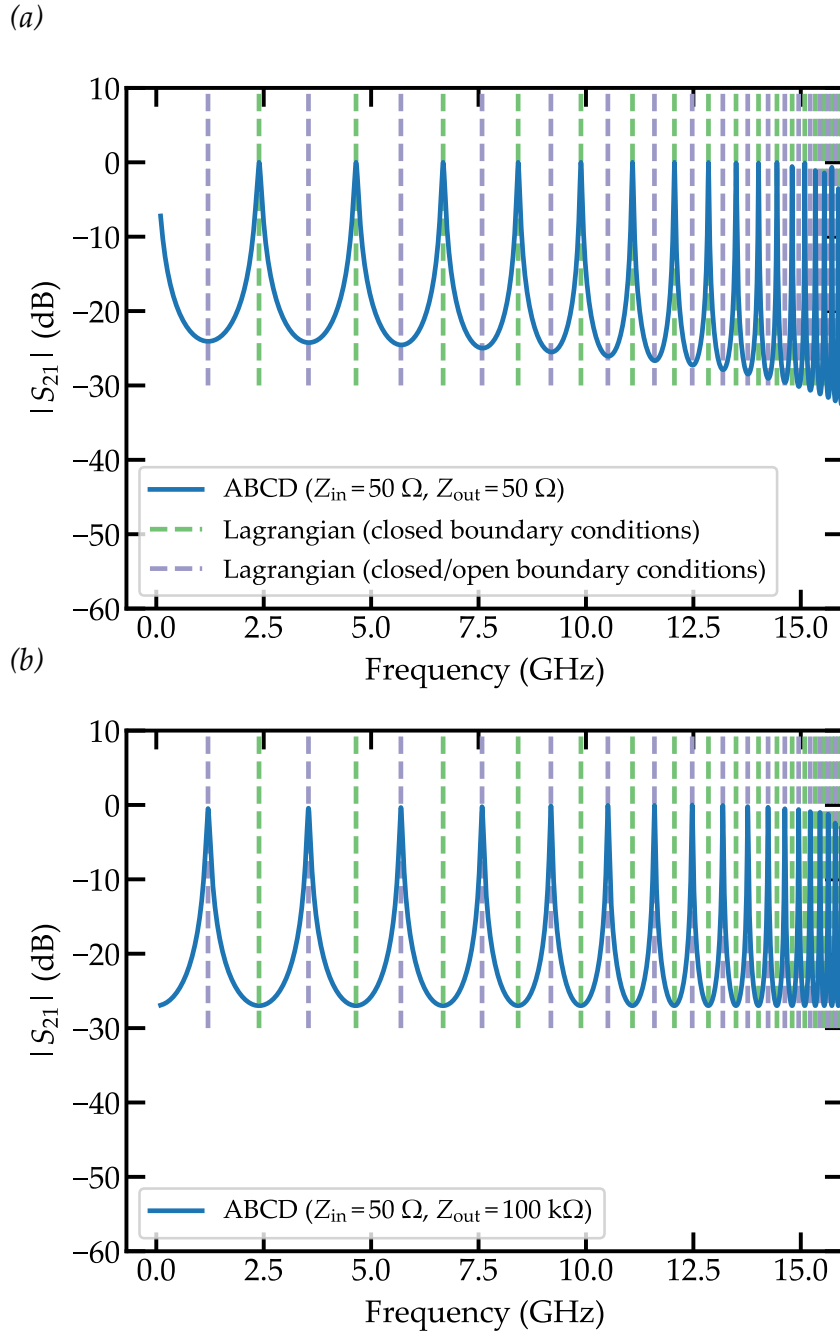 (a)
10
0
−10
−20
−30
−40
−50
−60
|S21| (dB)
ABCD (Zin = 50 Ω, Zout = 50 Ω)
Lagrangian (closed boundary conditions)
Lagrangian (closed/open boundary conditions)
0.0 2.5 5.0 7.5 10.0 12.5 15.0
Frequency (GHz)
(b)
10
0
−10
−20
−30
−40
−50
−60
|S21| (dB)
ABCD (Zin = 50 Ω, Zout = 100 kΩ)
0.0 2.5 5.0 7.5 10.0 12.5 15.0
Frequency (GHz)